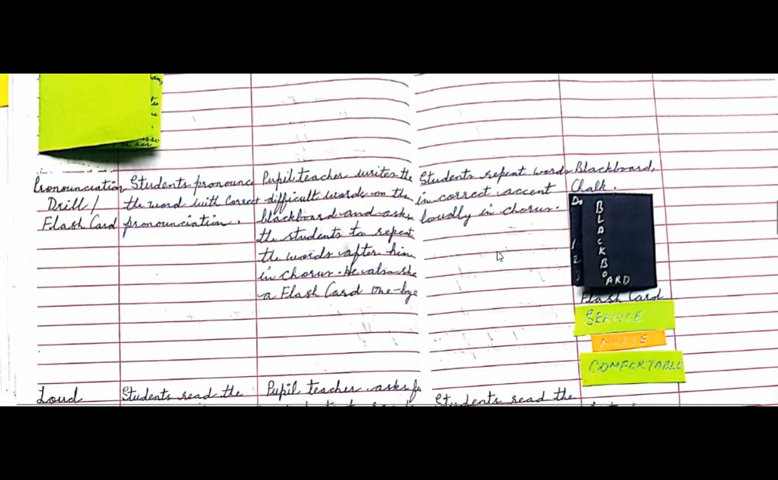 Pronounciation
Drill /
Flash Card
Students pronounce
the word with correct
pronounciation.
Pupil teacher writes the
difficult words on the
blackboard and asks
the students to repeat
the words after him
in chorus. He also sho
a Flash Card one-bye
Students repeat words
in correct accent
loudly in chorus.
Blackboard,
Chalk.
BLACKBOARD
Flash Card
SERVICE
COMFORTABLE
Loud
Students read the
Pupil teacher asks
Students read the